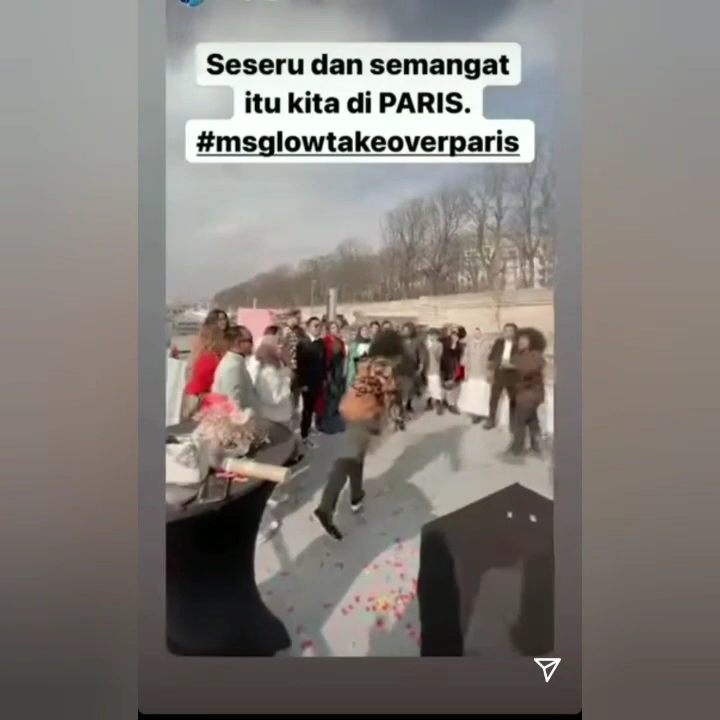 Seseru dan semangat
itu kita di PARIS.
#msglowtakeoverparis